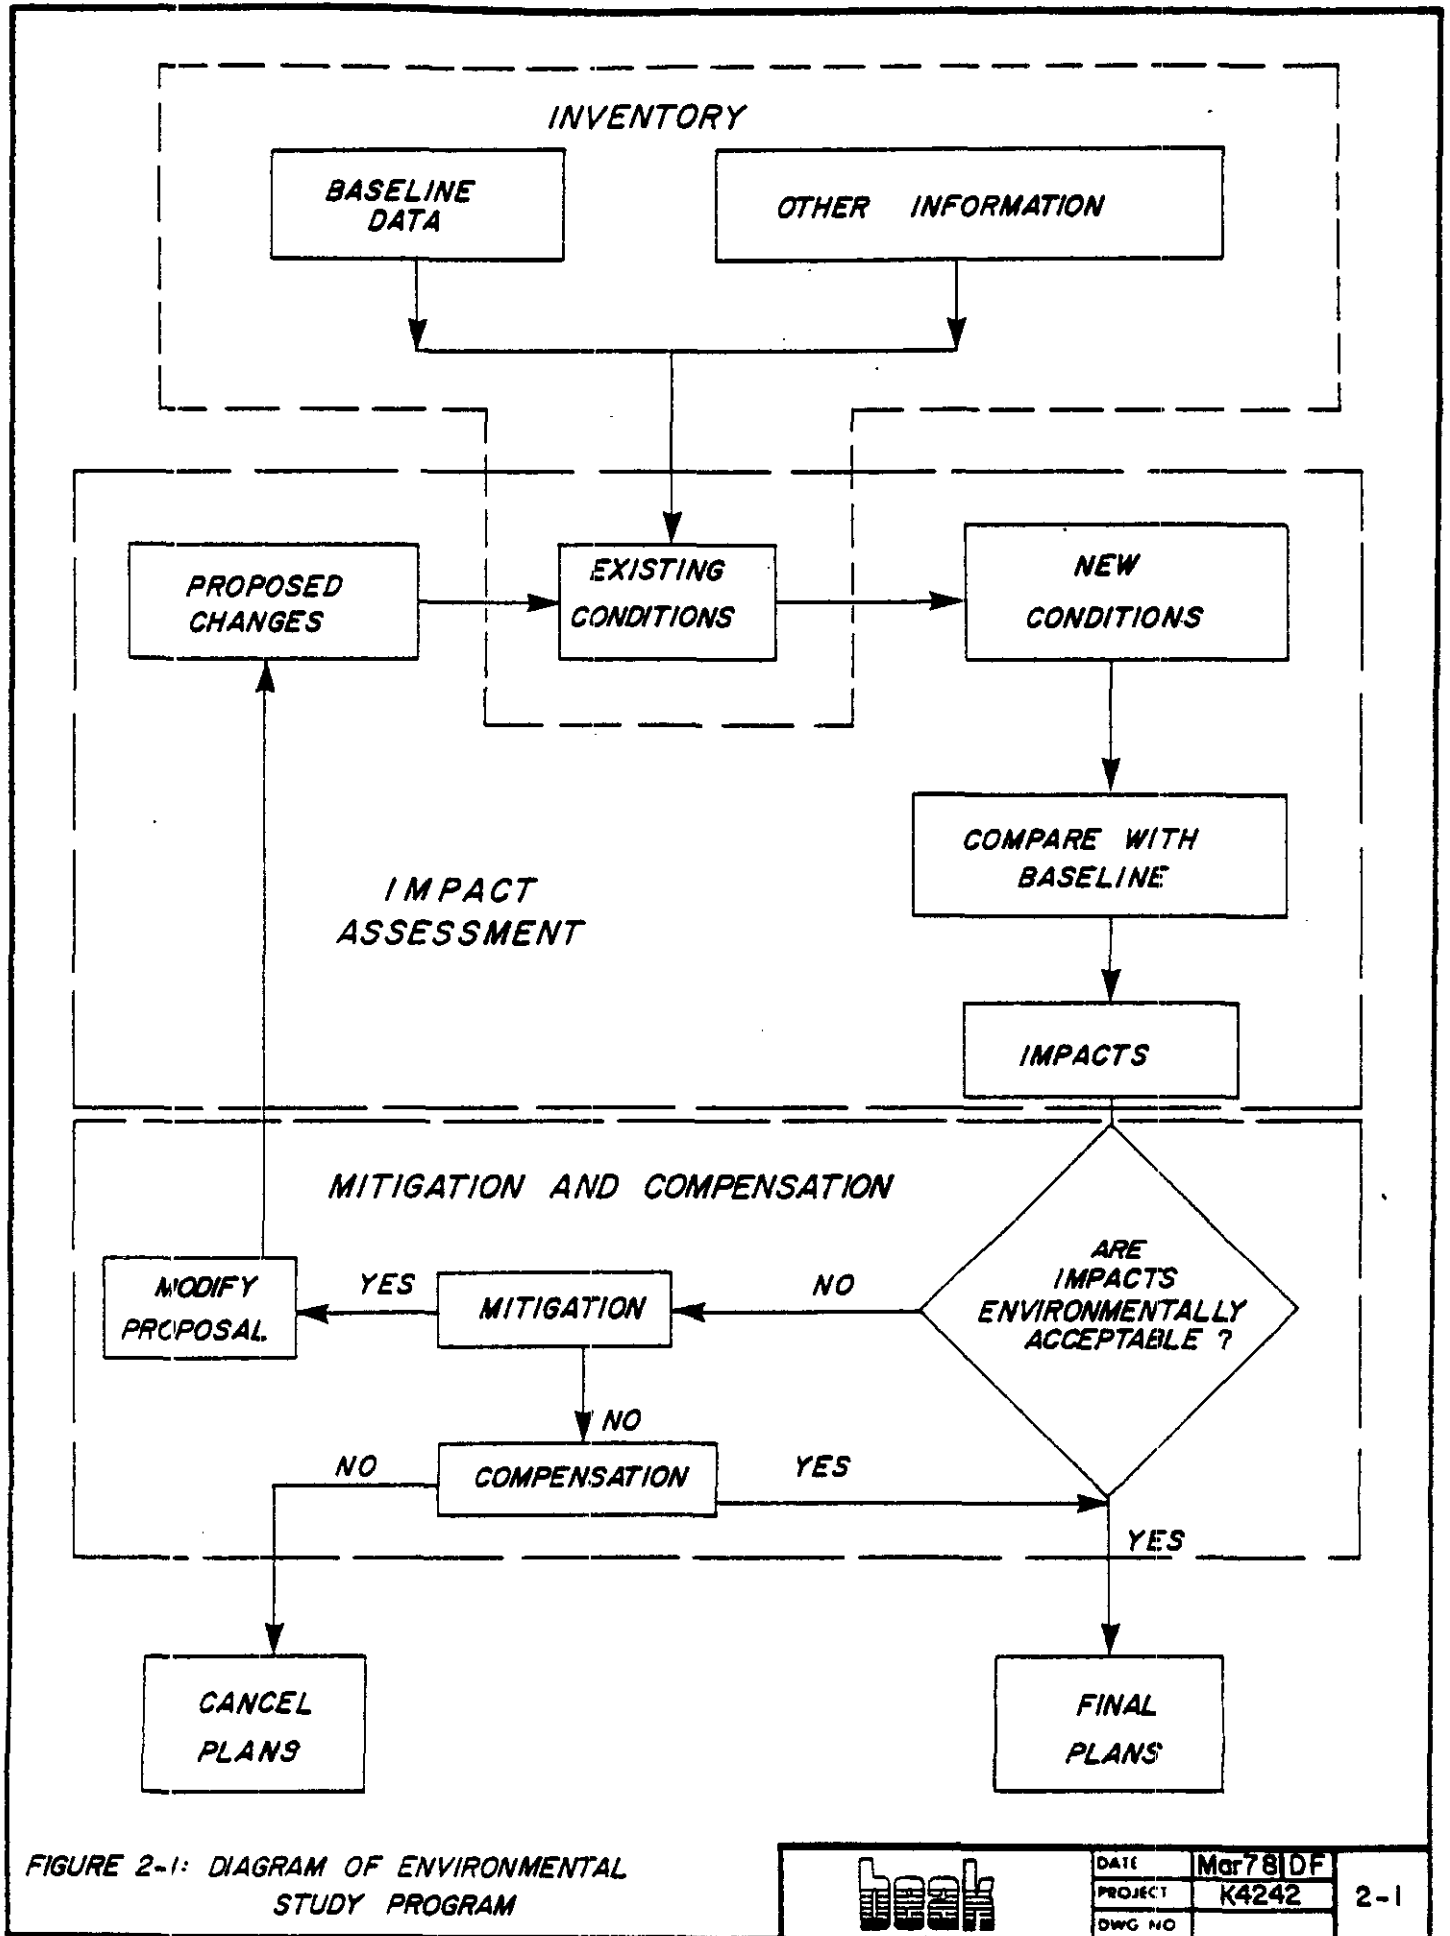 INVENTORY
BASELINE
DATA
OTHER INFORMATION
PROPOSED
CHANGES
EXISTING
CONDITIONS
NEW
CONDITIONS
COMPARE WITH
BASELINE
IMPACT
ASSESSMENT
IMPACTS
MITIGATION AND COMPENSATION
ARE
IMPACTS
ENVIRONMENTALLY
ACCEPTABLE ?
NO
MITIGATION
YES
MODIFY
PROPOSAL
NO
COMPENSATION
NO
YES
YES
CANCEL
PLANS
FINAL
PLANS
FIGURE 2-1: DIAGRAM OF ENVIRONMENTAL
STUDY PROGRAM
beak
DATE Mar78 DF
PROJECT K4242
DWG NO
2-1